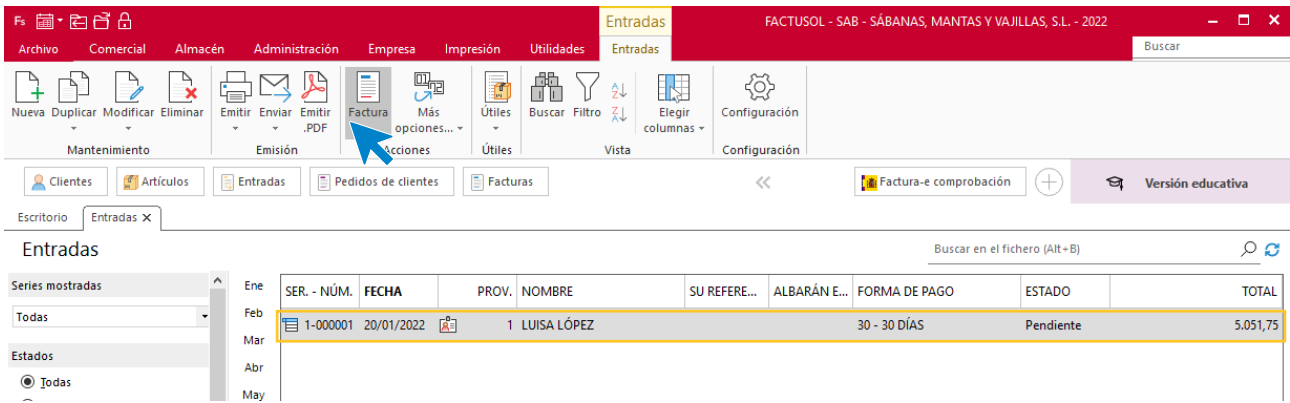 Fs
Entradas
FACTUSOL - SAB - SÁBANAS, MANTAS Y VAJILLAS, S.L. - 2022
Archivo Comercial Almacén Administración Empresa Impresión Utilidades Entradas Buscar
Nueva Duplicar Modificar Eliminar
Mantenimiento
Emitir Enviar Emitir .PDF
Emisión
Factura Más opciones...
Acciones
Útiles
Útiles
Buscar Filtro Elegir columnas
Vista
Configuración
Configuración
Clientes Artículos Entradas Pedidos de clientes Facturas Factura-e comprobación Versión educativa
Escritorio Entradas
Entradas
Buscar en el fichero (Alt+B)
Series mostradas
Todas
Estados
Todas
Ene
Feb
Mar
Abr
May
SER. - NÚM. FECHA PROV. NOMBRE SU REFERE... ALBARÁN E... FORMA DE PAGO ESTADO TOTAL
1-000001 20/01/2022 1 LUISA LÓPEZ 30 - 30 DÍAS Pendiente 5.051,75